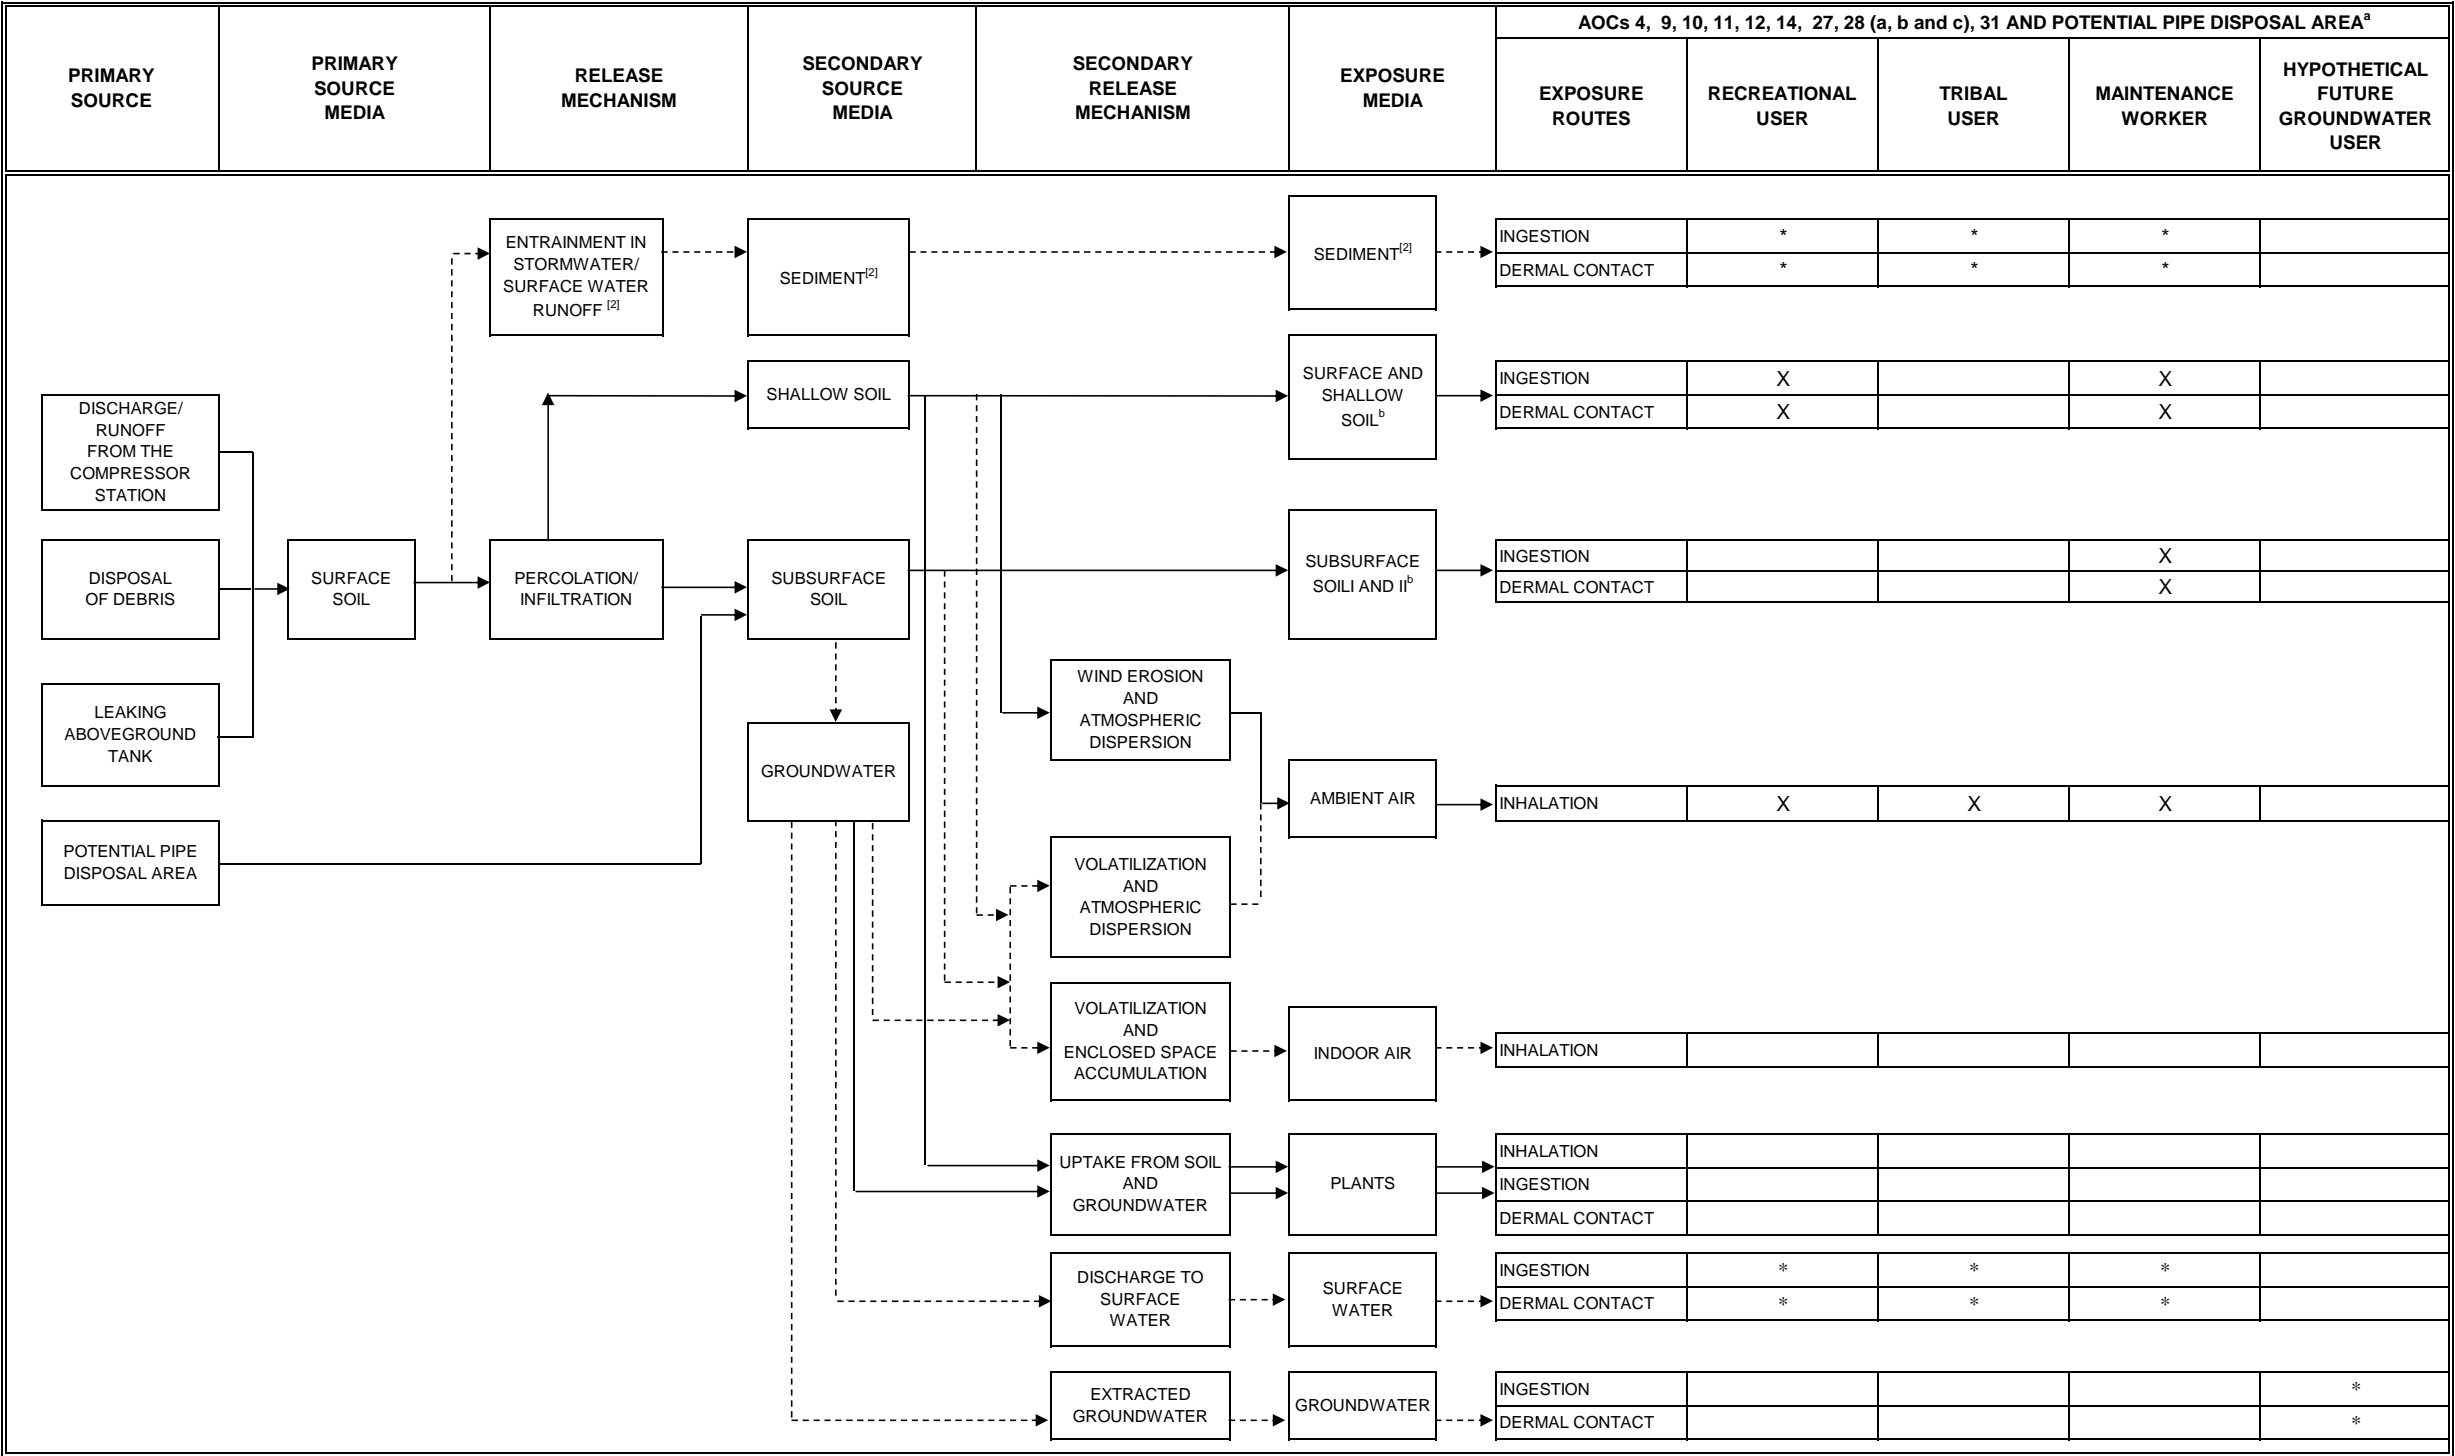 AOCs 4, 9, 10, 11, 12, 14, 27, 28 (a, b and c), 31 AND POTENTIAL PIPE DISPOSAL AREAa
PRIMARY
SOURCE
PRIMARY
SOURCE
MEDIA
RELEASE
MECHANISM
SECONDARY
SOURCE
MEDIA
SECONDARY
RELEASE
MECHANISM
EXPOSURE
MEDIA
EXPOSURE
ROUTES
RECREATIONAL
USER
TRIBAL
USER
MAINTENANCE
WORKER
HYPOTHETICAL
FUTURE
GROUNDWATER
USER
ENTRAINMENT IN
STORMWATER/
SURFACE WATER
RUNOFF [2]
SEDIMENT[2]
SEDIMENT[2]
INGESTION * * *
DERMAL CONTACT * * *
SHALLOW SOIL
SURFACE AND
SHALLOW
SOILb
INGESTION X X
DERMAL CONTACT X X
DISCHARGE/
RUNOFF
FROM THE
COMPRESSOR
STATION
DISPOSAL
OF DEBRIS
SURFACE
SOIL
PERCOLATION/
INFILTRATION
SUBSURFACE
SOIL
SUBSURFACE
SOILI AND IIb
INGESTION X
DERMAL CONTACT X
LEAKING
ABOVEGROUND
TANK
WIND EROSION
AND
ATMOSPHERIC
DISPERSION
GROUNDWATER
AMBIENT AIR
INHALATION X X X
POTENTIAL PIPE
DISPOSAL AREA
VOLATILIZATION
AND
ATMOSPHERIC
DISPERSION
VOLATILIZATION
AND
ENCLOSED SPACE
ACCUMULATION
INDOOR AIR
INHALATION
UPTAKE FROM SOIL
AND
GROUNDWATER
PLANTS
INHALATION
INGESTION
DERMAL CONTACT
DISCHARGE TO
SURFACE
WATER
SURFACE
WATER
INGESTION * * *
DERMAL CONTACT * * *
EXTRACTED
GROUNDWATER
GROUNDWATER
INGESTION *
DERMAL CONTACT *